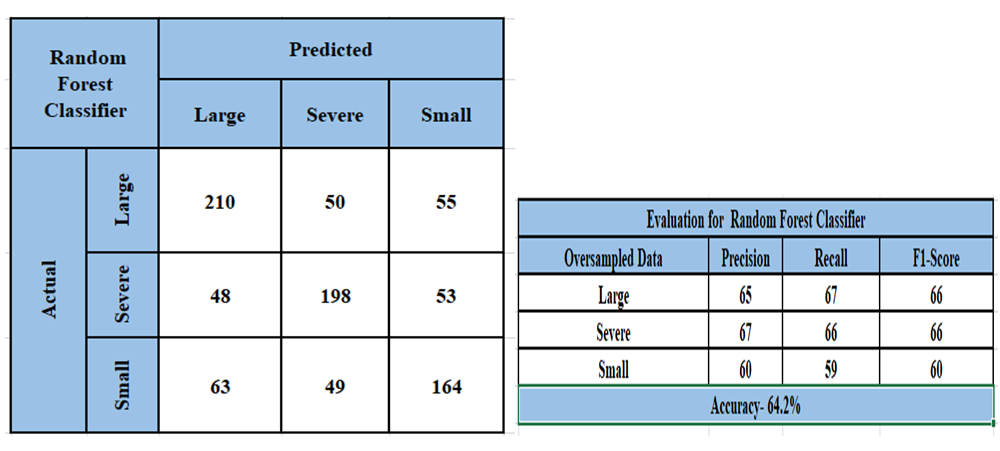 Random
Forest
Classifier
Predicted
Large Severe Small
Actual
Large 210 50 55
Severe 48 198 53
Small 63 49 164
Evaluation for Random Forest Classifier
Oversampled Data Precision Recall F1-Score
Large 65 67 66
Severe 67 66 66
Small 60 59 60
Accuracy- 64.2%